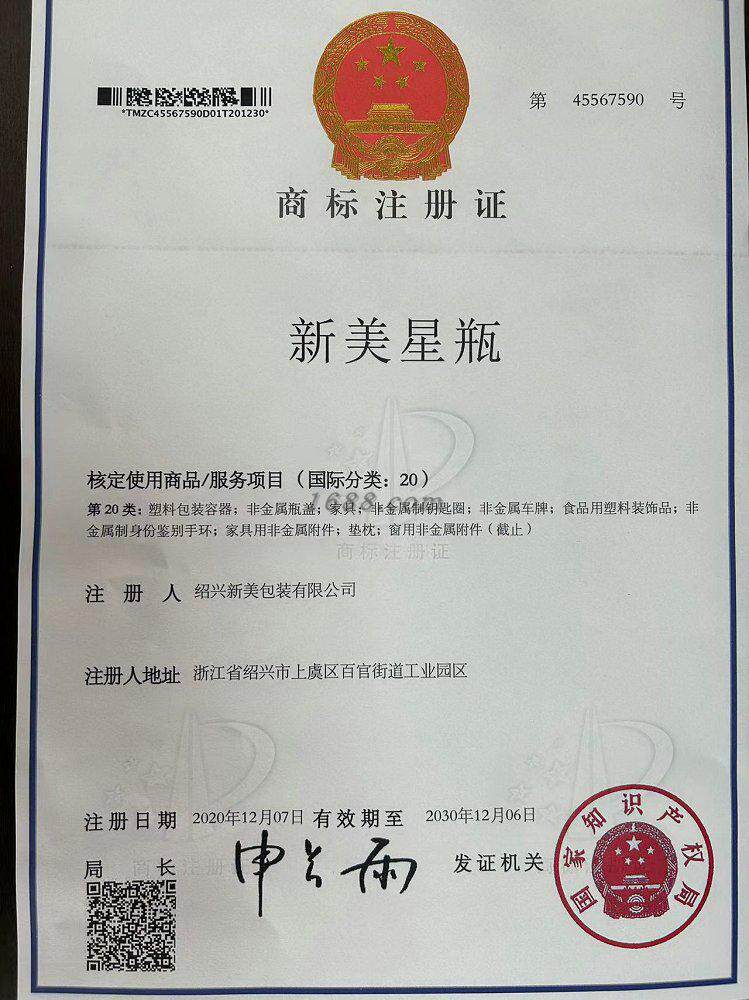 *TMZC45567590D01T201230*
第 45567590 号
商标注册证
新美星瓶
核定使用商品/服务项目（国际分类：20）
1688.com
第20类：塑料包装容器；非金属瓶盖；家具；非金属制钥匙圈；非金属车牌；食品用塑料装饰品；非
金属制身份鉴别手环；家具用非金属附件；垫枕；窗用非金属附件（截止）
商标注册证
注册人 绍兴新美包装有限公司
注册人地址 浙江省绍兴市上虞区百官街道工业园区
注册日期 2020年12月07日 有效期至 2030年12月06日
局长 申长雨 发证机关
国家知识产权局